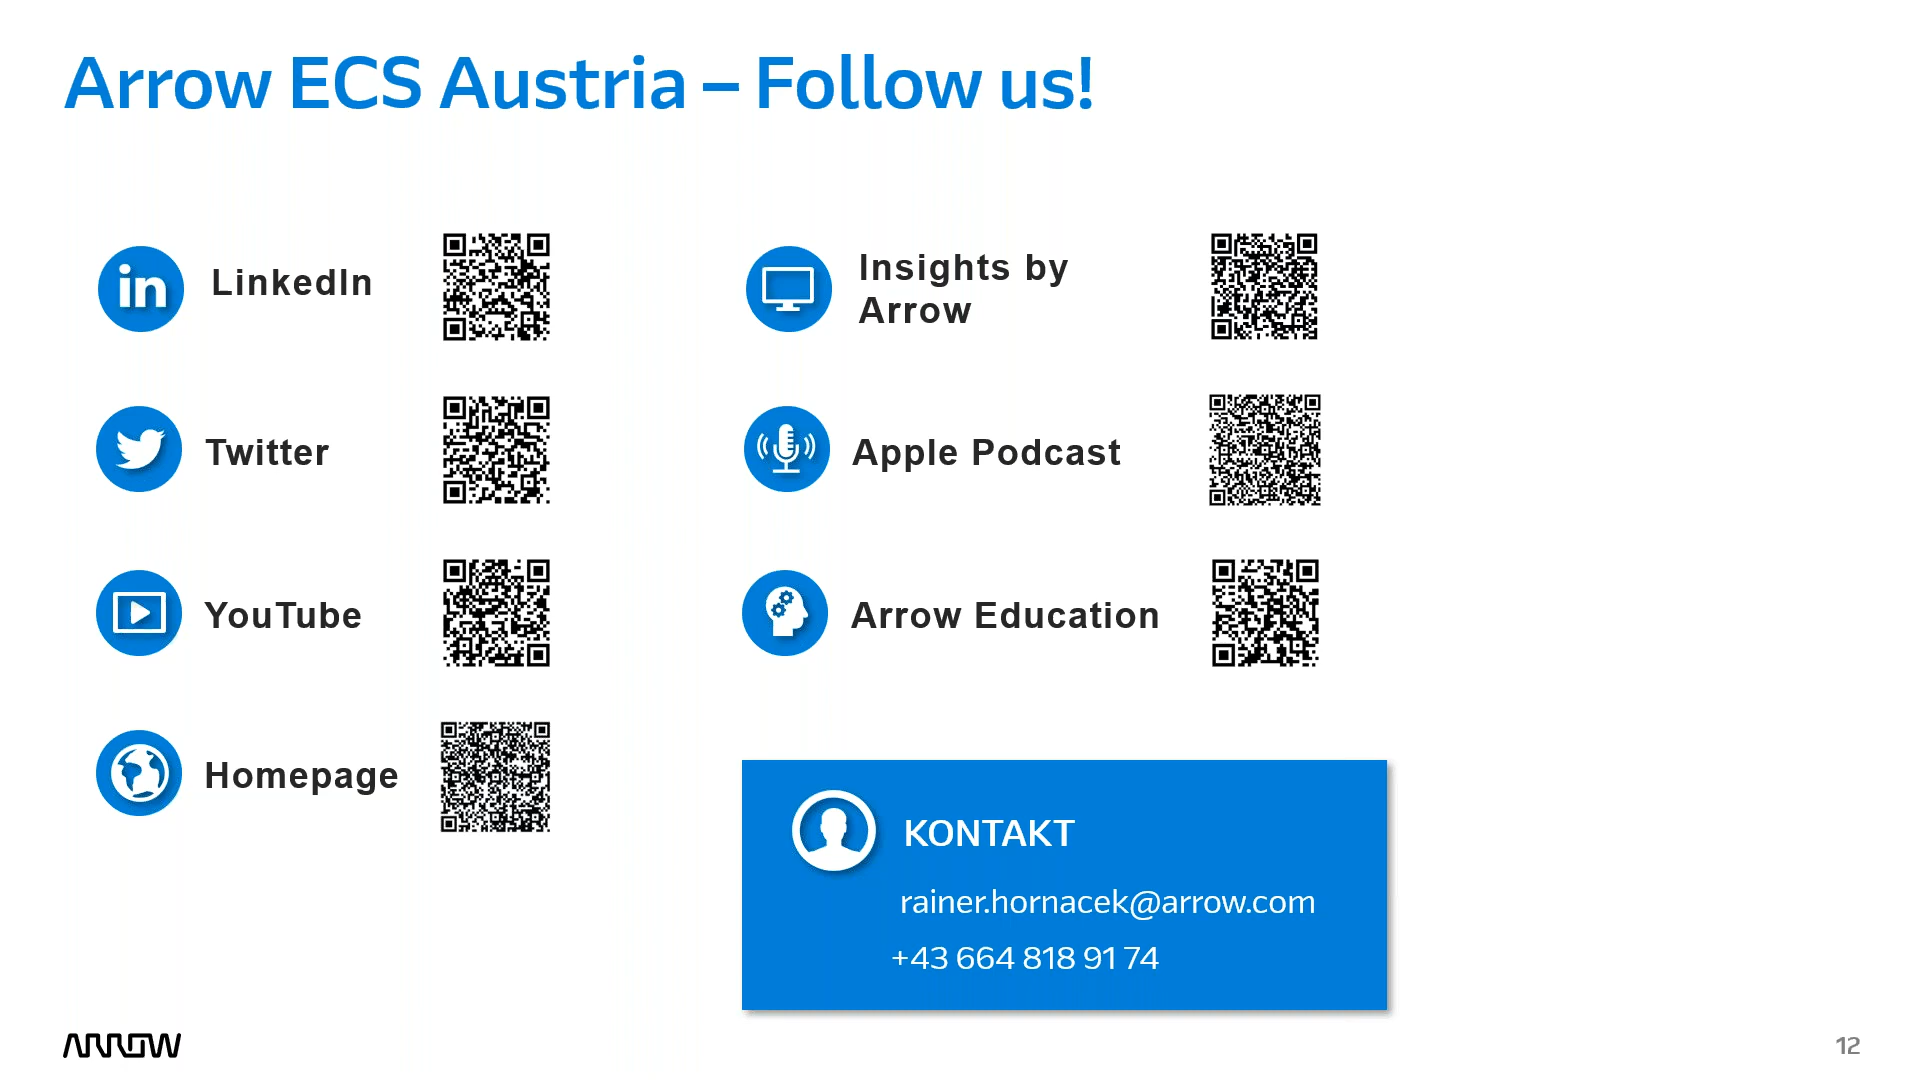 Arrow ECS Austria – Follow us!
in
LinkedIn
Twitter
YouTube
Homepage
Insights by
Arrow
Apple Podcast
Arrow Education
KONTAKT
rainer.hornacek@arrow.com
+43 664 818 91 74
ARROW
12